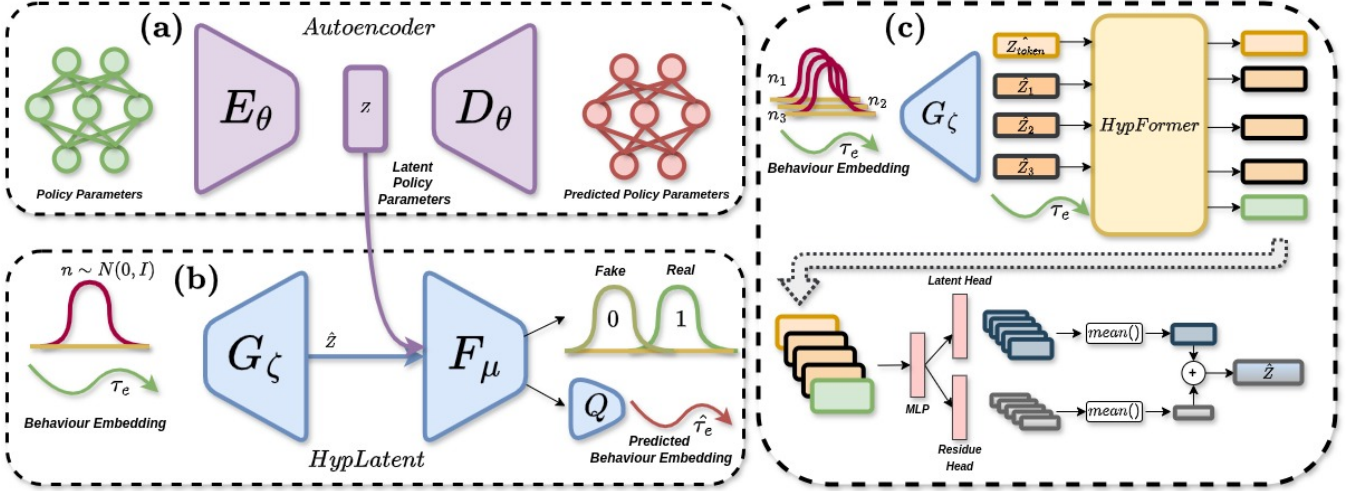 (a)
Autoencoder
E_θ
z
D_θ
Latent
Policy
Parameters
Policy Parameters
Predicted Policy Parameters
n ∼ N(0, I)
(b)
Fake
Real
0
1
τ_e
Behaviour Embedding
G_ζ
ẑ
F_μ
Q
τ̂_e
Predicted
Behaviour Embedding
HypLatent
(c)
n_1
n_2
n_3
τ_e
Behaviour Embedding
G_ζ
Ẑ_token
Ẑ_1
Ẑ_2
Ẑ_3
τ_e
HypFormer
Latent Head
MLP
Residue
Head
mean()
mean()
+
Ẑ